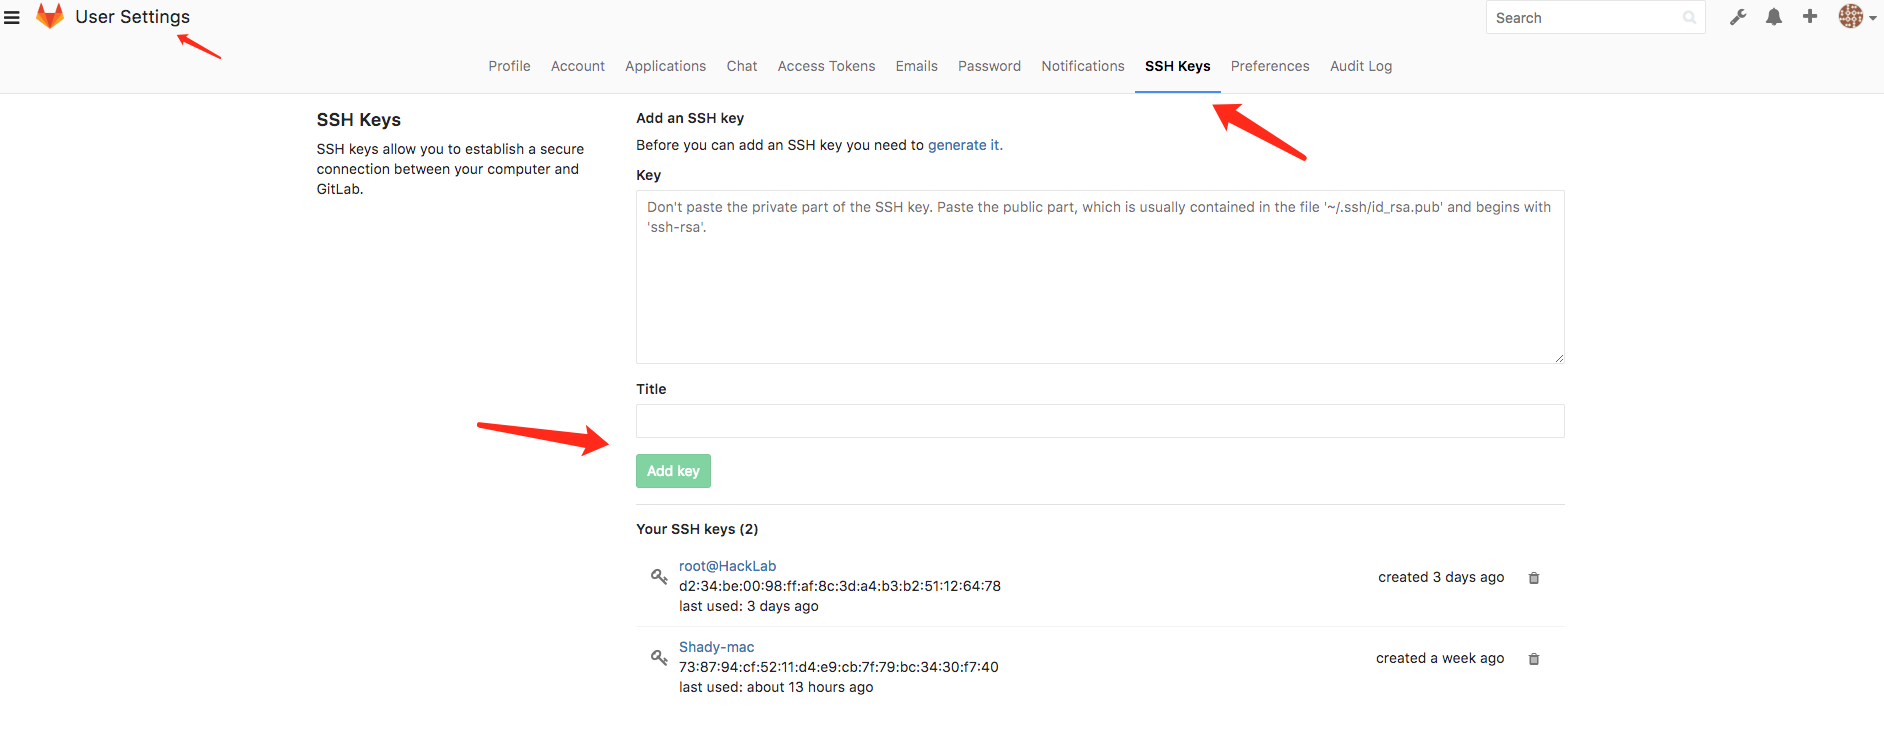 User Settings
Search
Profile Account Applications Chat Access Tokens Emails Password Notifications SSH Keys Preferences Audit Log
SSH Keys
SSH keys allow you to establish a secure
connection between your computer and
GitLab.
Add an SSH key
Before you can add an SSH key you need to generate it.
Key
Don't paste the private part of the SSH key. Paste the public part, which is usually contained in the file '~/.ssh/id_rsa.pub' and begins with
'ssh-rsa'.
Title
Add key
Your SSH keys (2)
root@HackLab
d2:34:be:00:98:ff:af:8c:3d:a4:b3:b2:51:12:64:78
last used: 3 days ago
created 3 days ago
Shady-mac
73:87:94:cf:52:11:d4:e9:cb:7f:79:bc:34:30:f7:40
last used: about 13 hours ago
created a week ago